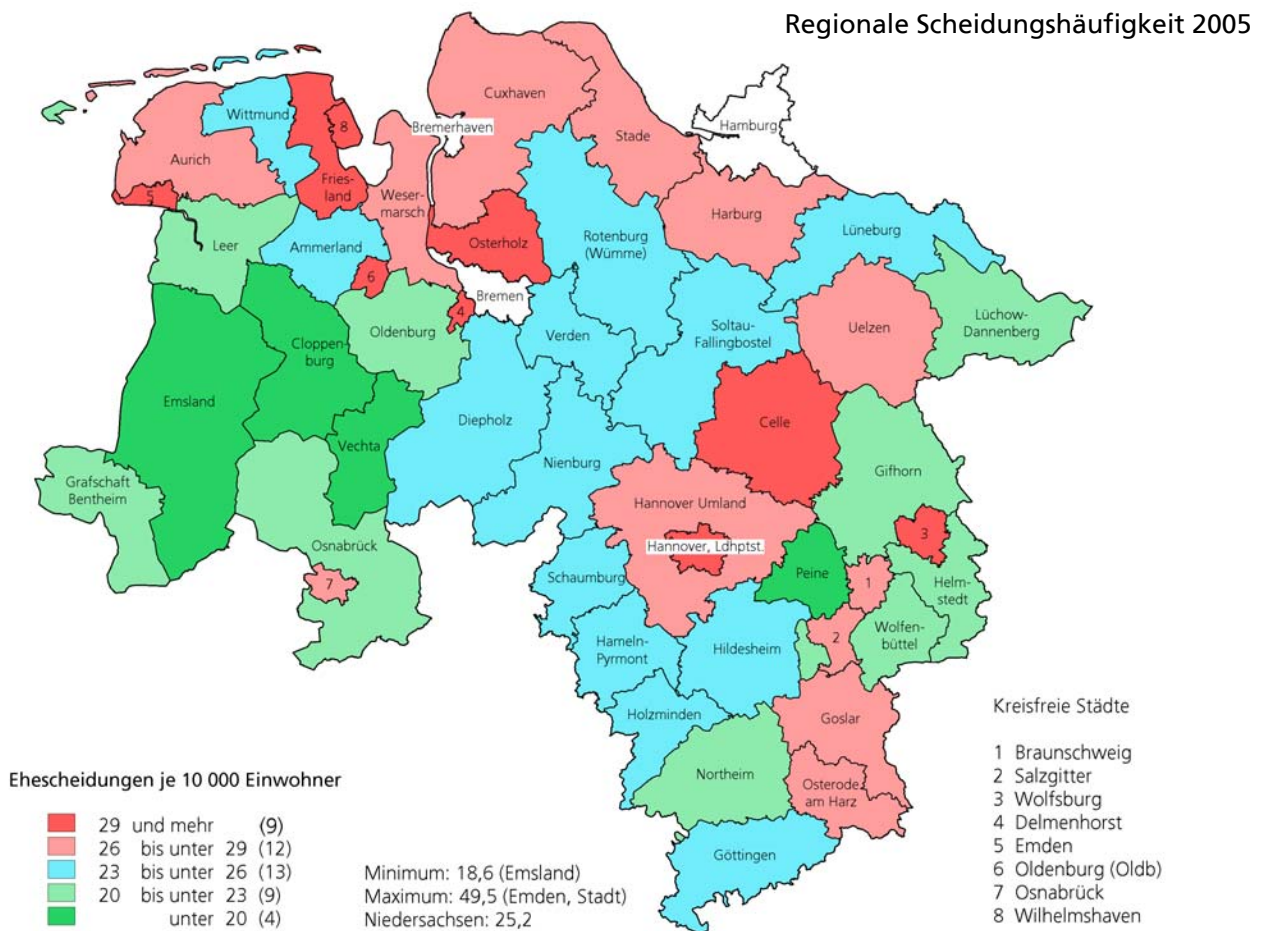 Regionale Scheidungshäufigkeit 2005
Cuxhaven
Wittmund
8
Bremerhaven
Hamburg
Stade
Aurich
Fries-
land
5
Weser-
marsch
Harburg
Leer
Ammerland
Osterholz
Rotenburg
(Wümme)
Lüneburg
6
Bremen
4
Oldenburg
Verden
Soltau-
Fallingbostel
Uelzen
Lüchow-
Dannenberg
Cloppen-
burg
Emsland
Diepholz
Celle
Vechta
Nienburg
Gifhorn
Grafschaft
Bentheim
Hannover Umland
Osnabrück
Hannover, Ldhptst.
3
7
Schaumburg
Peine
1
Helm-
stedt
Hameln-
Pyrmont
Hildesheim
2
Wolfen-
büttel
Holzminden
Goslar
Northeim
Osterode
am Harz
Göttingen
Ehescheidungen je 10 000 Einwohner
29 und mehr (9)
26 bis unter 29 (12)
23 bis unter 26 (13)
20 bis unter 23 (9)
unter 20 (4)
Minimum: 18,6 (Emsland)
Maximum: 49,5 (Emden, Stadt)
Niedersachsen: 25,2
Kreisfreie Städte
1 Braunschweig
2 Salzgitter
3 Wolfsburg
4 Delmenhorst
5 Emden
6 Oldenburg (Oldb)
7 Osnabrück
8 Wilhelmshaven